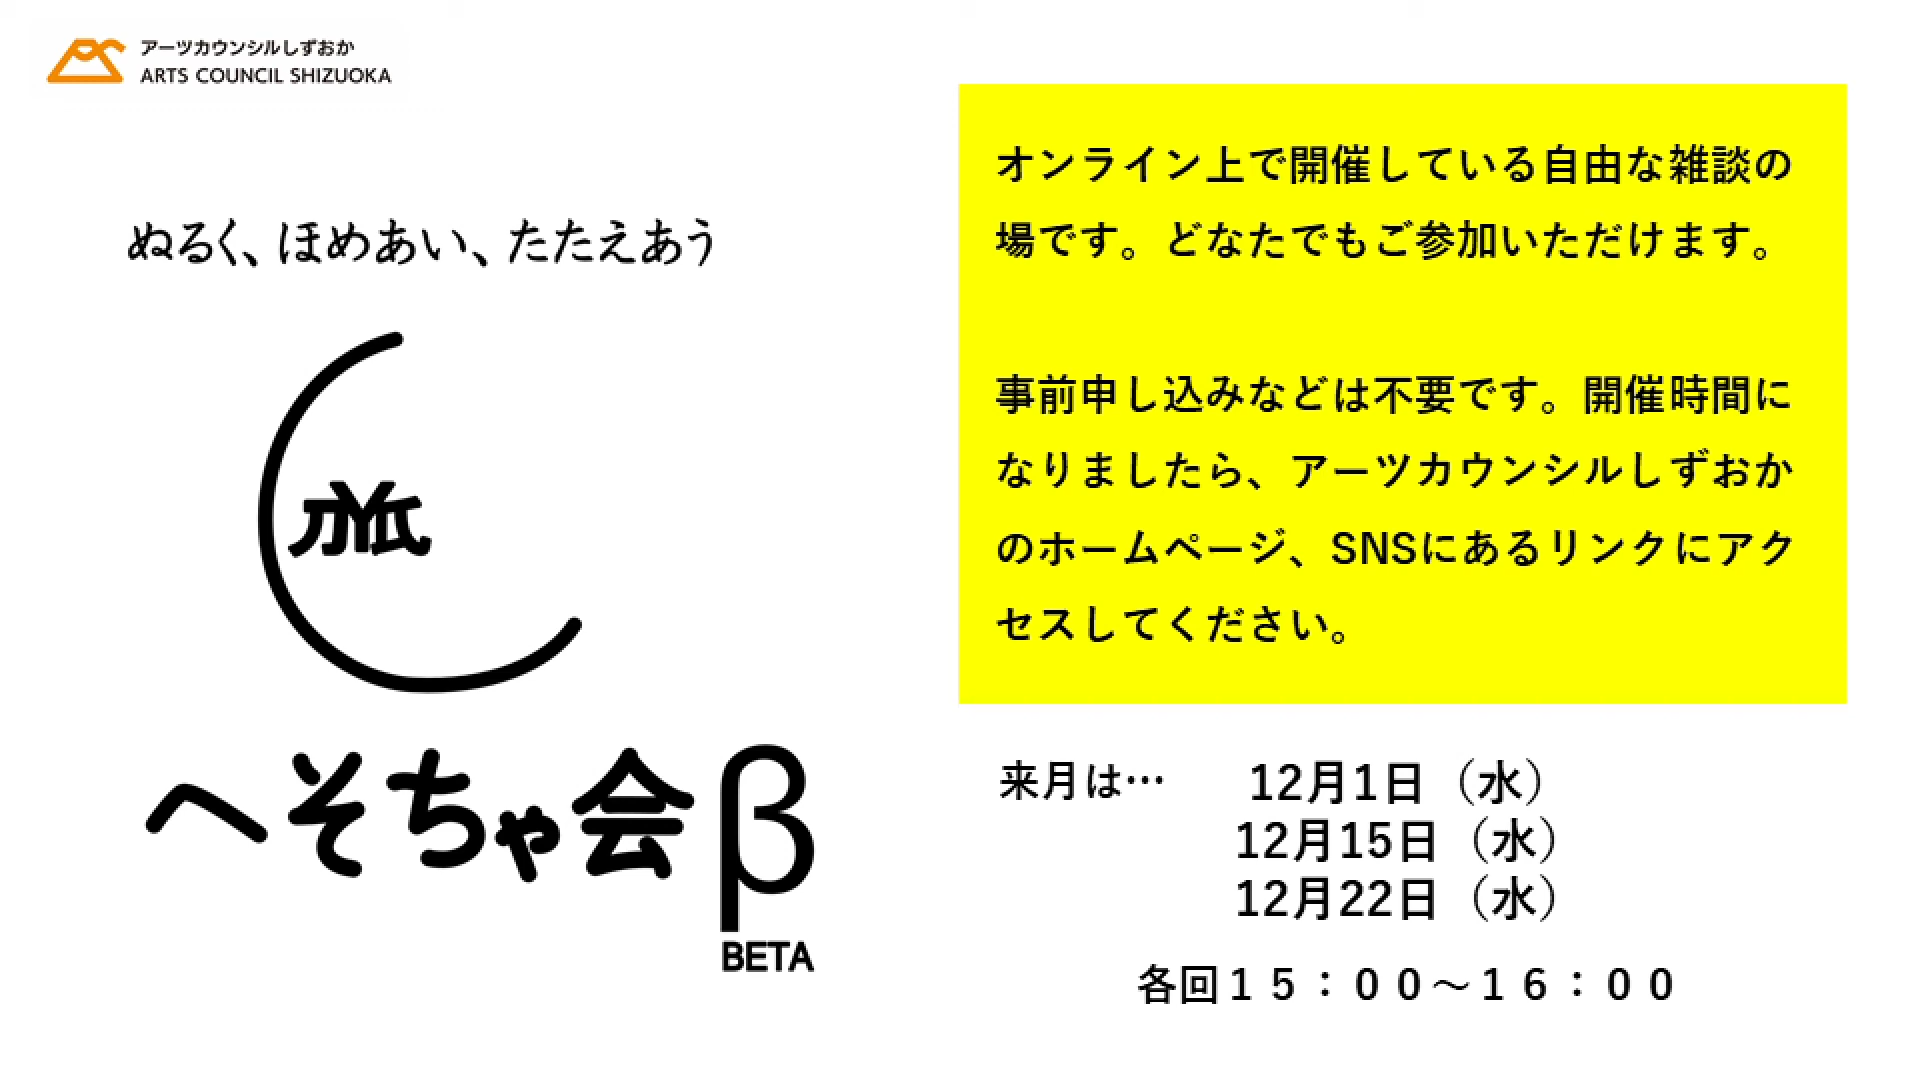 アーツカウンシルしずおか
ARTS COUNCIL SHIZUOKA
ぬるく、ほめあい、たたえあう
へそちゃ会β
BETA
オンライン上で開催している自由な雑談の
場です。どなたでもご参加いただけます。
事前申し込みなどは不要です。開催時間に
なりましたら、アーツカウンシルしずおか
のホームページ、SNSにあるリンクにアク
セスしてください。
来月は… 12月1日（水）
12月15日（水）
12月22日（水）
各回１５：００～１６：００